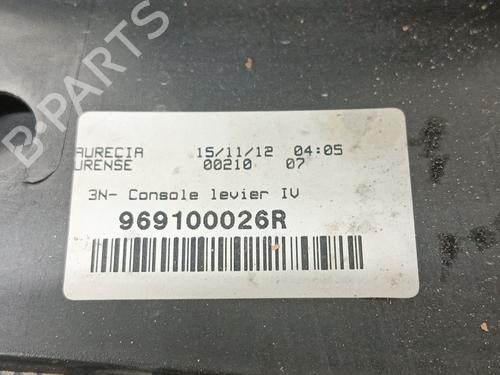 B-PARTS
AURECIA 15/11/12 04:05
URENSE 00210 07
3N- Console levier IV
969100026R